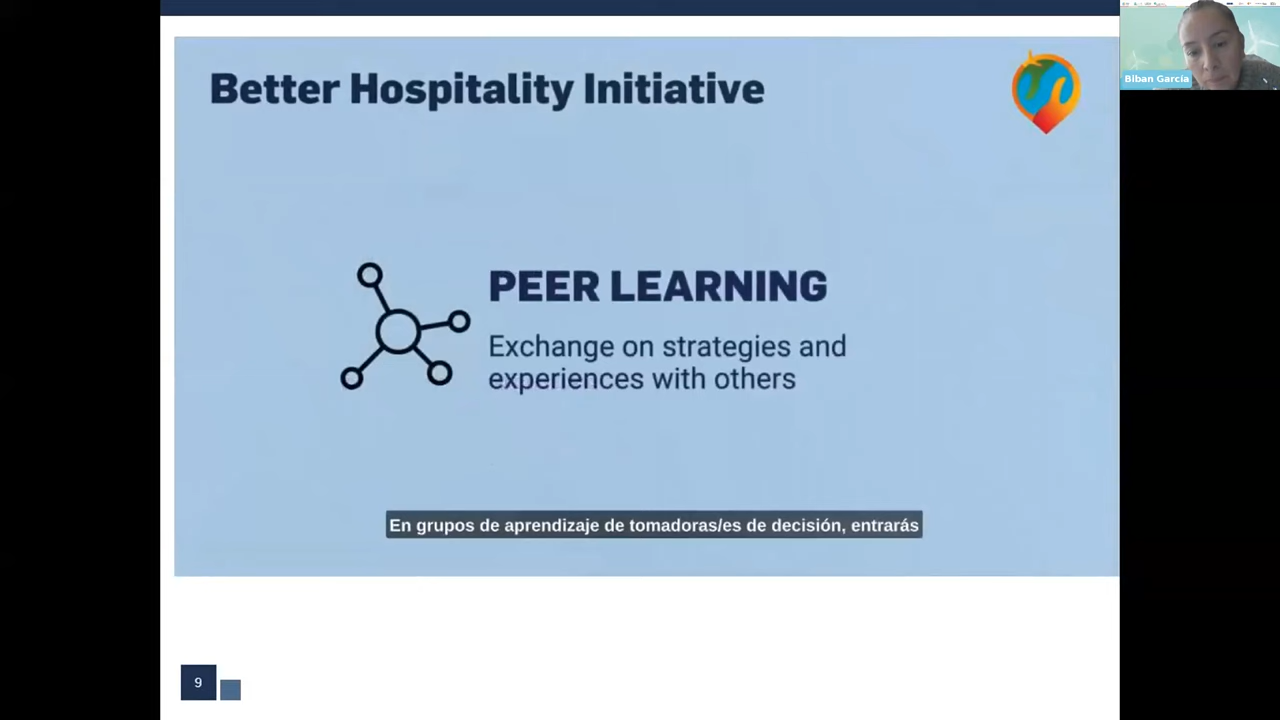 Better Hospitality Initiative
Biban García
PEER LEARNING
Exchange on strategies and
experiences with others
En grupos de aprendizaje de tomadoras/es de decisión, entrarás
9